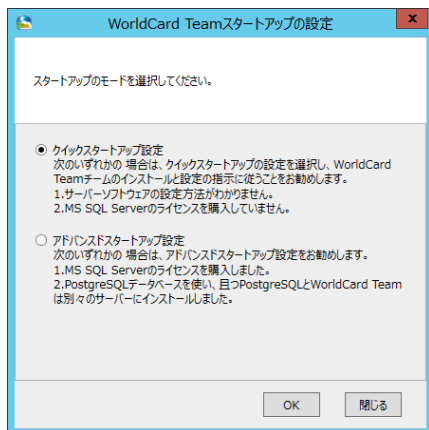 WorldCard Teamスタートアップの設定
スタートアップのモードを選択してください。
クイックスタートアップ設定
次のいずれかの 場合は、クイックスタートアップの設定を選択し、WorldCard
Teamチームのインストールと設定の指示に従うことをお勧めします。
1.サーバーソフトウェアの設定方法がわかりません。
2.MS SQL Serverのライセンスを購入していません。
アドバンスドスタートアップ設定
次のいずれかの 場合は、アドバンスドスタートアップ設定をお勧めします。
1.MS SQL Serverのライセンスを購入しました。
2.PostgreSQLデータベースを使い、且つPostgreSQLとWorldCard Team
は別々のサーバーにインストールしました。
OK 閉じる